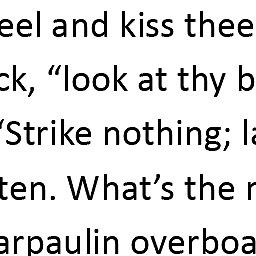 eel and kiss thee
ck, “look at thy b
“Strike nothing; la
ten. What’s the r
arpaulin overboa